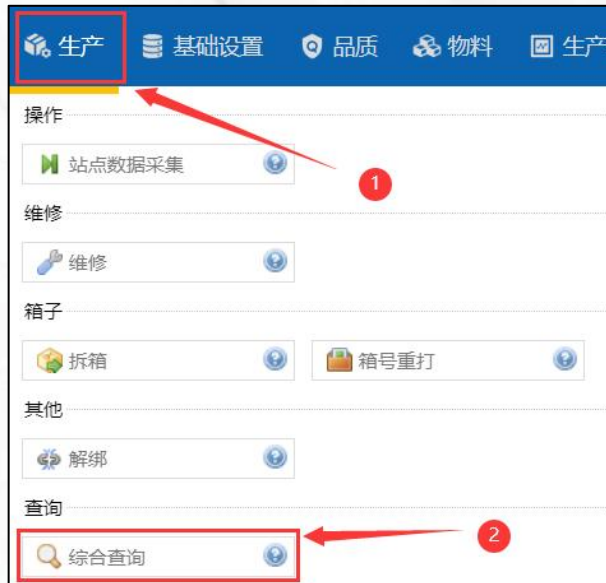 生产 基础设置 品质 物料 生产
操作
站点数据采集
1
维修
维修
箱子
拆箱 箱号重打
其他
解绑
查询
2
综合查询